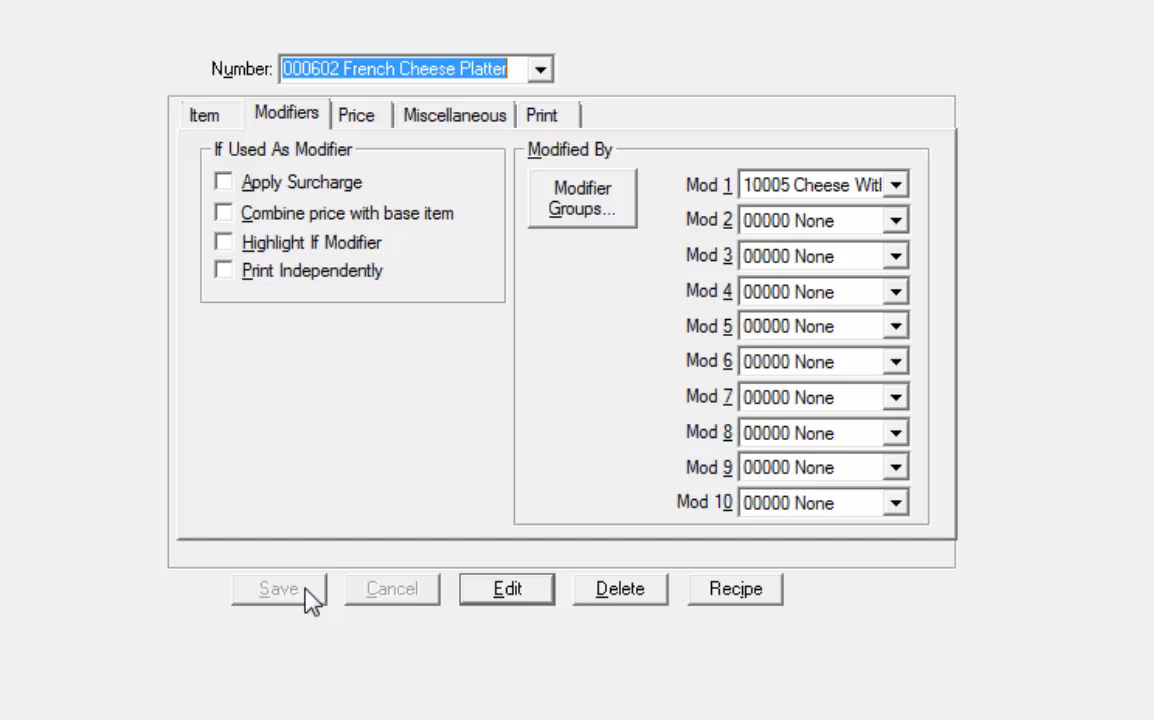 Number: 000602 French Cheese Platter
Item Modifiers Price Miscellaneous Print
If Used As Modifier
Apply Surcharge
Combine price with base item
Highlight If Modifier
Print Independently
Modified By
Modifier
Groups...
Mod 1 10005 Cheese Witl
Mod 2 00000 None
Mod 3 00000 None
Mod 4 00000 None
Mod 5 00000 None
Mod 6 00000 None
Mod 7 00000 None
Mod 8 00000 None
Mod 9 00000 None
Mod 10 00000 None
Save Cancel Edit Delete Recipe